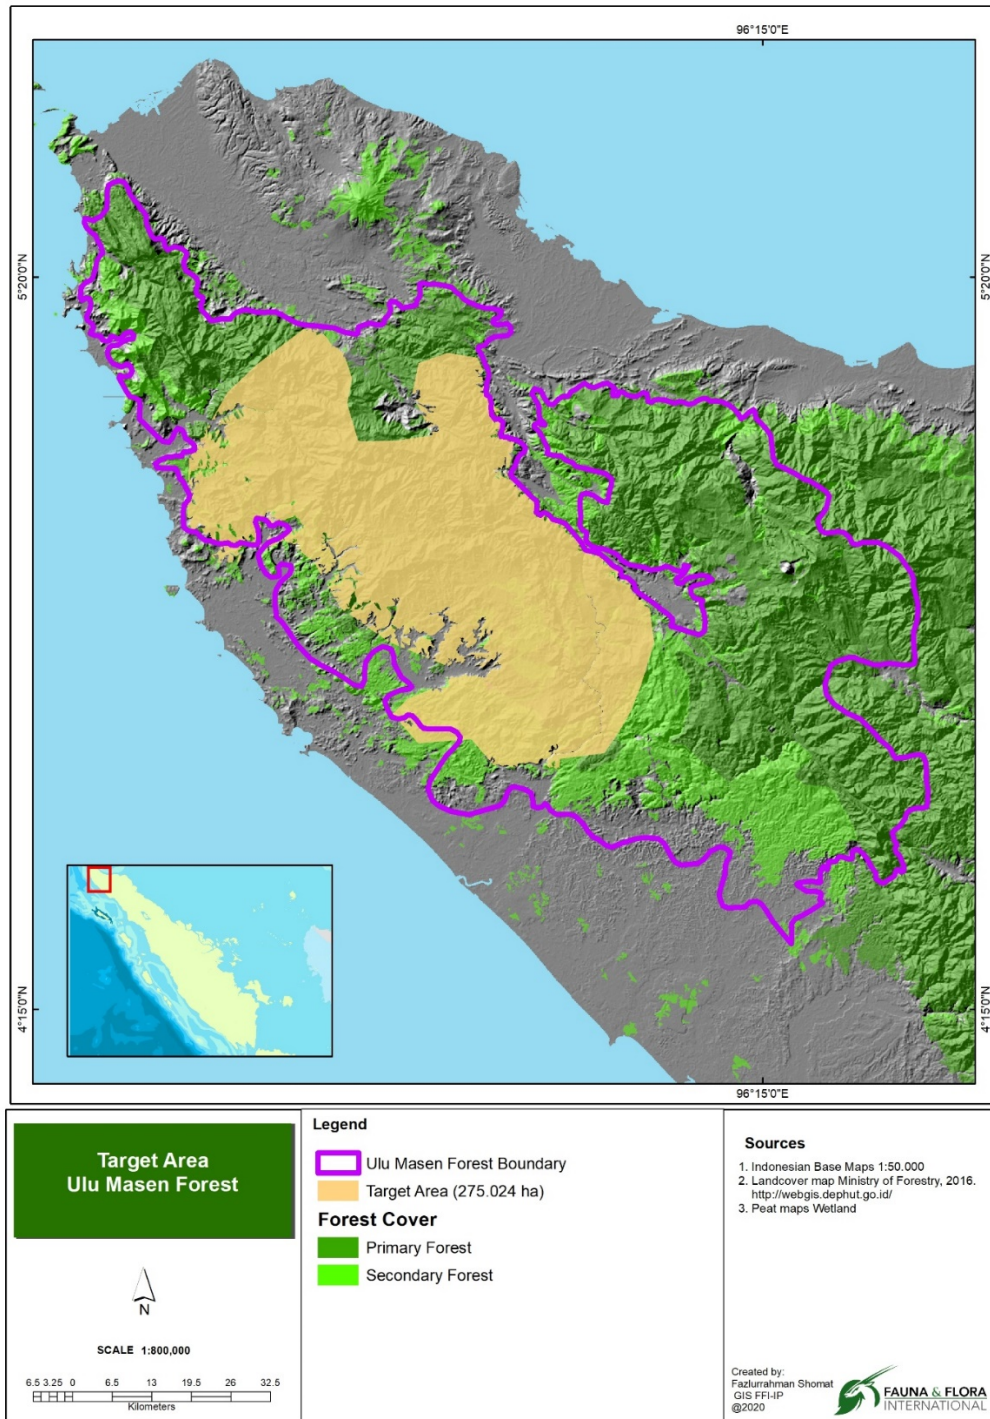 96°15'0"E
5°20'0"N
5°20'0"N
4°15'0"N
4°15'0"N
96°15'0"E
Target Area
Ulu Masen Forest
N
SCALE 1:800,000
6.5 3.25 0 6.5 13 19.5 26 32.5
Kilometers
Legend
Ulu Masen Forest Boundary
Target Area (275.024 ha)
Forest Cover
Primary Forest
Secondary Forest
Sources
1. Indonesian Base Maps 1:50.000
2. Landcover map Ministry of Forestry, 2016.
http://webgis.dephut.go.id/
3. Peat maps Wetland
Created by:
Fazlurrahman Shomat
GIS FFI-IP
@2020
FAUNA & FLORA
INTERNATIONAL